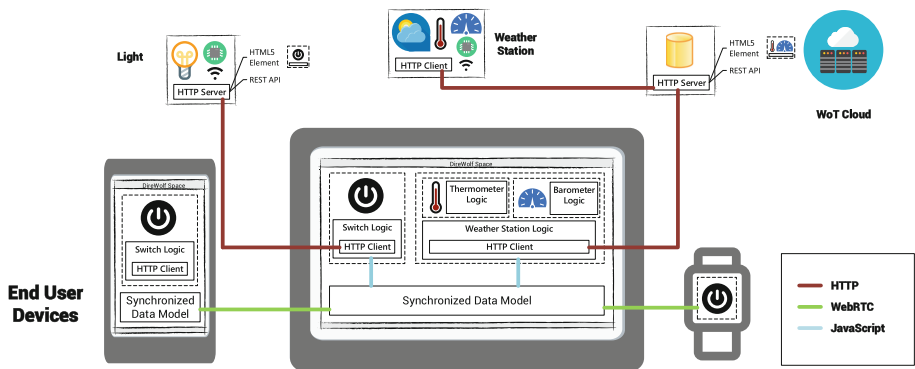 Light
HTTP Server
HTML5
Element
REST API
HTTP Client
Weather
Station
HTTP Server
HTML5
Element
REST API
WoT Cloud
End User
Devices
DireWolf Space
Switch Logic
HTTP Client
Synchronized
Data Model
DireWolf Space
Switch Logic
HTTP Client
Thermometer
Logic
Barometer
Logic
Weather Station Logic
HTTP Client
Synchronized Data Model
HTTP
WebRTC
JavaScript